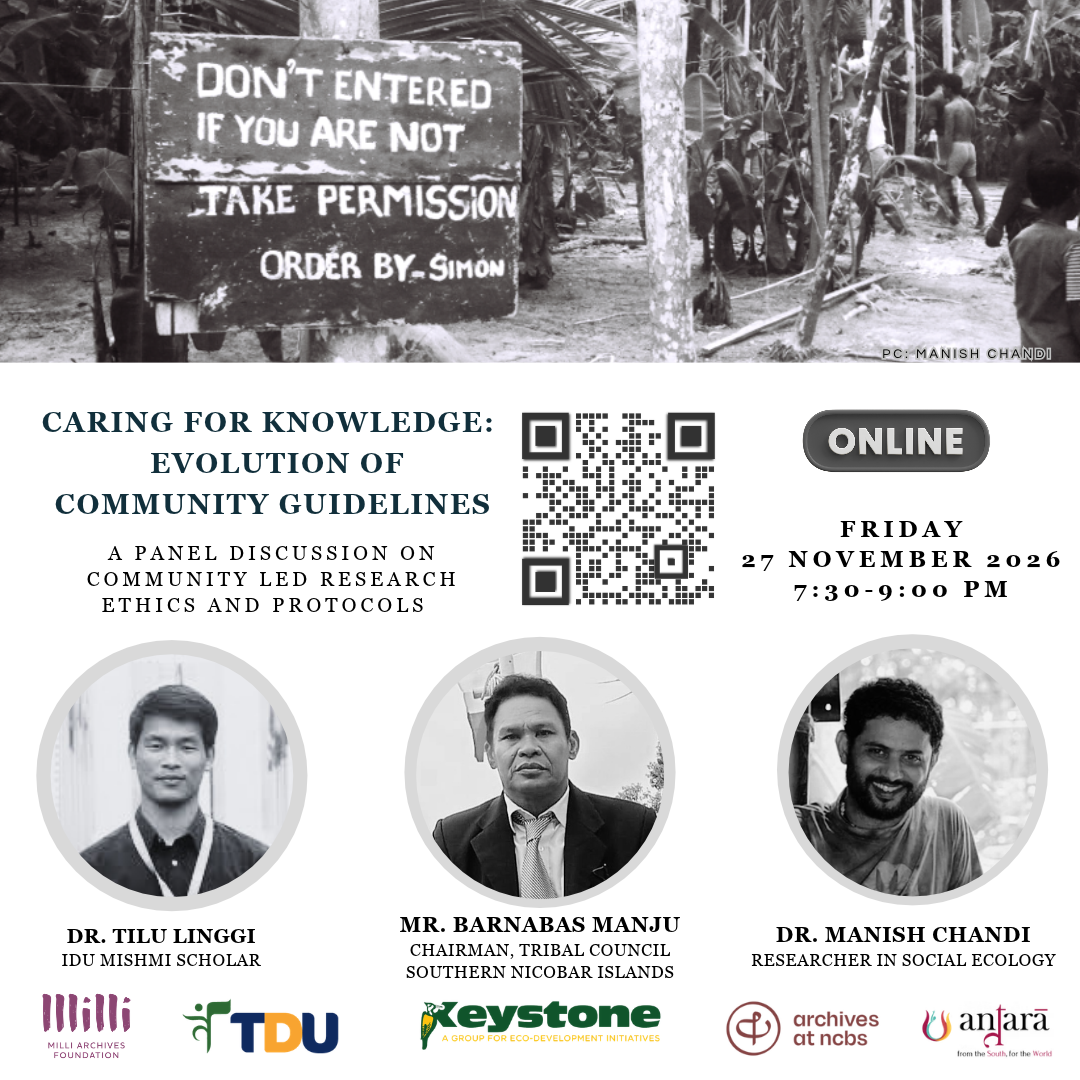 DON'T ENTERED
IF YOU ARE NOT
TAKE PERMISSION
ORDER BY-SIMON
PC: MANISH CHANDI
CARING FOR KNOWLEDGE:
EVOLUTION OF
COMMUNITY GUIDELINES
A PANEL DISCUSSION ON
COMMUNITY LED RESEARCH
ETHICS AND PROTOCOLS
ONLINE
FRIDAY
27 NOVEMBER 2026
7:30-9:00 PM
DR. TILU LINGGI
IDU MISHMI SCHOLAR
MR. BARNABAS MANJU
CHAIRMAN, TRIBAL COUNCIL
SOUTHERN NICOBAR ISLANDS
DR. MANISH CHANDI
RESEARCHER IN SOCIAL ECOLOGY
Milli
MILLI ARCHIVES
FOUNDATION
TDU
Keystone
A GROUP FOR ECO-DEVELOPMENT INITIATIVES
archives
at ncbs
antarā
from the South, for the World